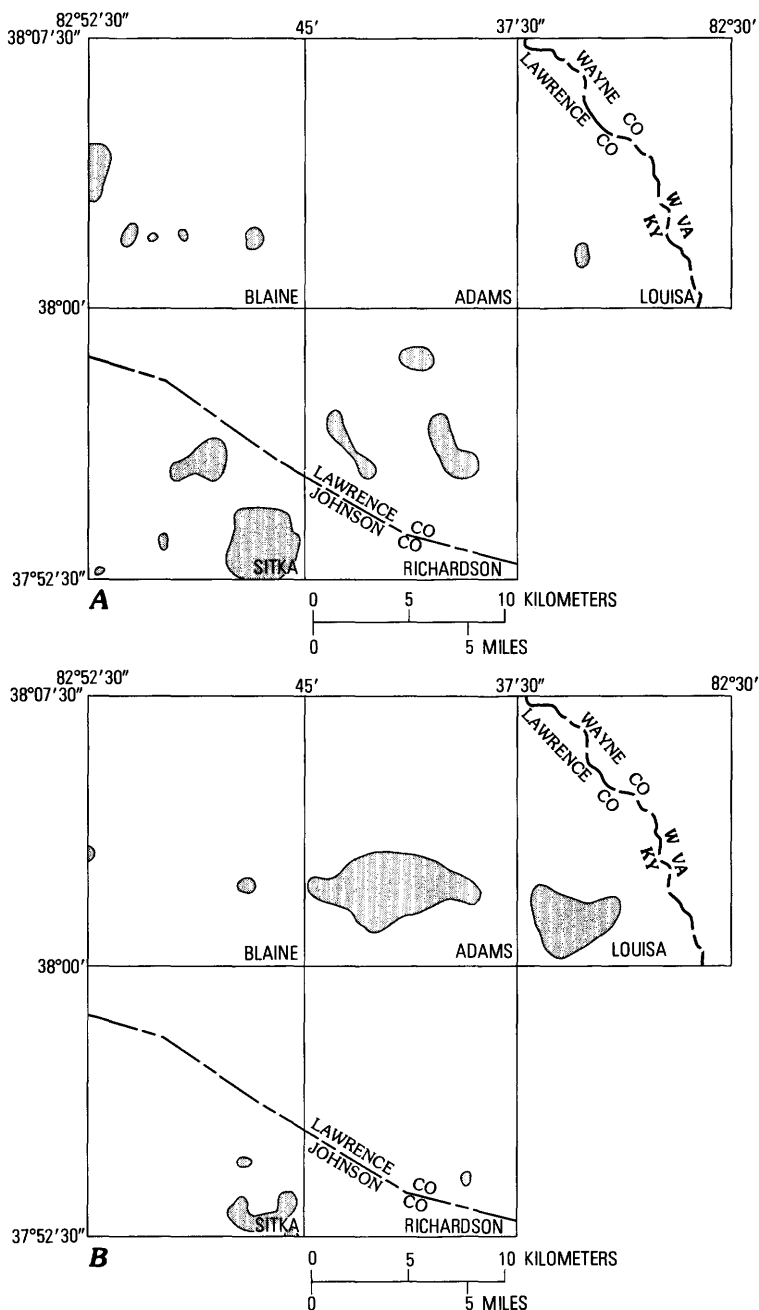 82°52'30" 45' 37'30" 82°30'
38°07'30"
WAYNE CO
LAWRENCE CO
W VA
KY
BLAINE ADAMS LOUISA
38°00'
LAWRENCE CO
JOHNSON CO
SITKA RICHARDSON
37°52'30"
A
0 5 10 KILOMETERS
0 5 MILES
82°52'30" 45' 37'30" 82°30'
38°07'30"
WAYNE CO
LAWRENCE CO
W VA
KY
BLAINE ADAMS LOUISA
38°00'
LAWRENCE CO
JOHNSON CO
SITKA RICHARDSON
37°52'30"
B
0 5 10 KILOMETERS
0 5 MILES